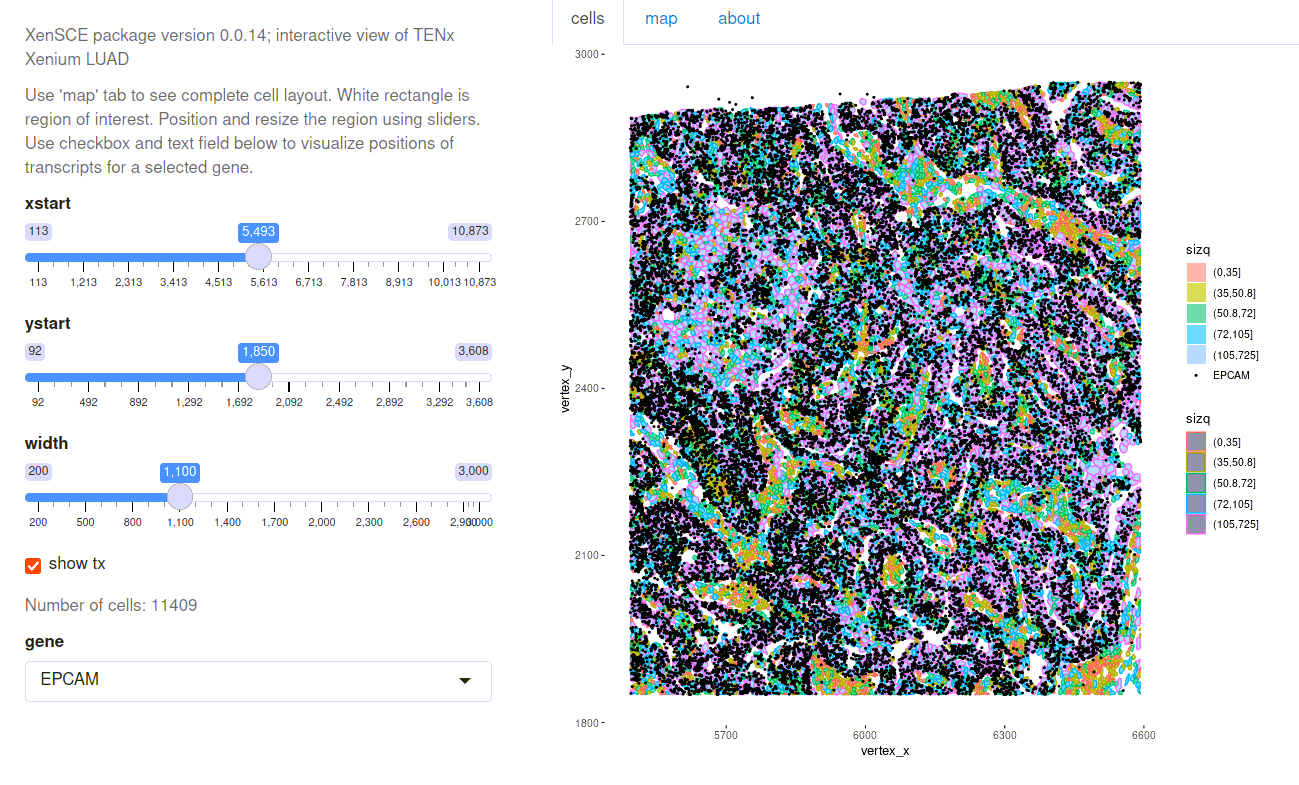 XenSCE package version 0.0.14; interactive view of TENx
Xenium LUAD
Use 'map' tab to see complete cell layout. White rectangle is
region of interest. Position and resize the region using sliders.
Use checkbox and text field below to visualize positions of
transcripts for a selected gene.
xstart
113 5,493 10,873
113 1,213 2,313 3,413 4,513 5,613 6,713 7,813 8,913 10,013 10,873
ystart
92 1,850 3,608
92 492 892 1,292 1,692 2,092 2,492 2,892 3,292 3,608
width
200 1,100 3,000
200 500 800 1,100 1,400 1,700 2,000 2,300 2,600 2,900 3,000
show tx
Number of cells: 11409
gene
EPCAM
cells map about
3000
2700
2400
2100
1800
vertex_y
5700 6000 6300 6600
vertex_x
sizq
(0,35]
(35,50.8]
(50.8,72]
(72,105]
(105,725]
EPCAM
sizq
(0,35]
(35,50.8]
(50.8,72]
(72,105]
(105,725]